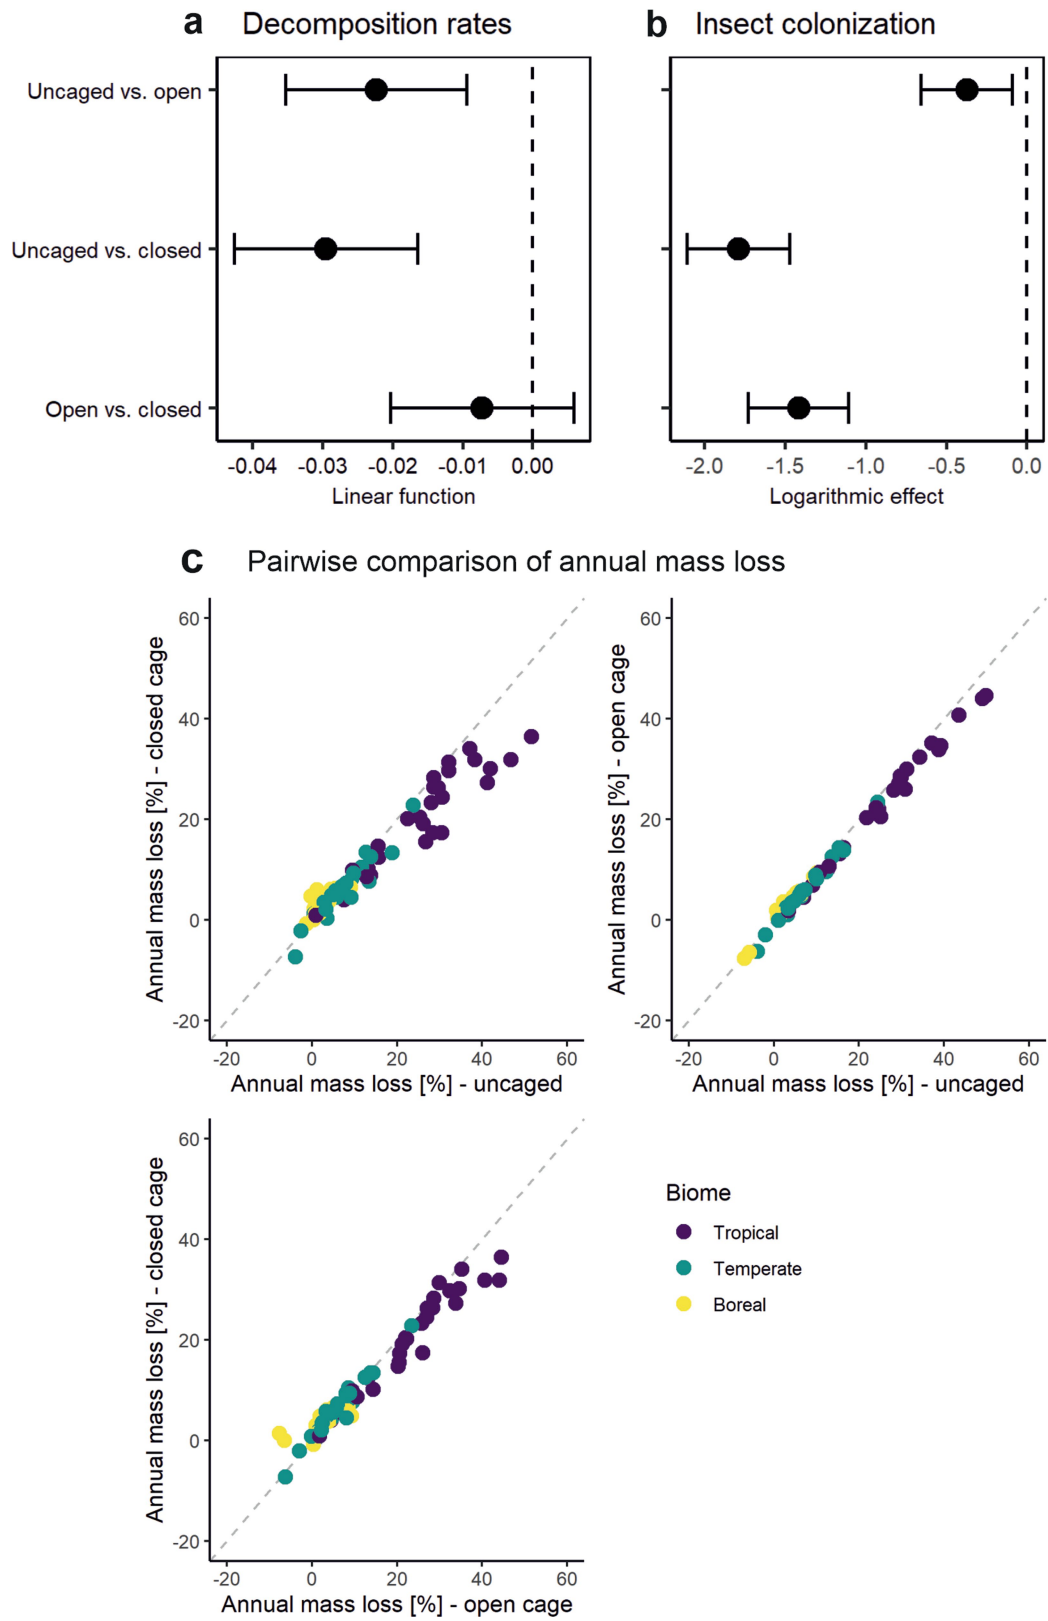 a Decomposition rates
b Insect colonization
Uncaged vs. open
Uncaged vs. closed
Open vs. closed
-0.04 -0.03 -0.02 -0.01 0.00
Linear function
-2.0 -1.5 -1.0 -0.5 0.0
Logarithmic effect
c Pairwise comparison of annual mass loss
Annual mass loss [%] - closed cage
60
40
20
0
-20
-20 0 20 40 60
Annual mass loss [%] - uncaged
Annual mass loss [%] - open cage
60
40
20
0
-20
-20 0 20 40 60
Annual mass loss [%] - uncaged
Annual mass loss [%] - closed cage
60
40
20
0
-20
-20 0 20 40 60
Annual mass loss [%] - open cage
Biome
Tropical
Temperate
Boreal